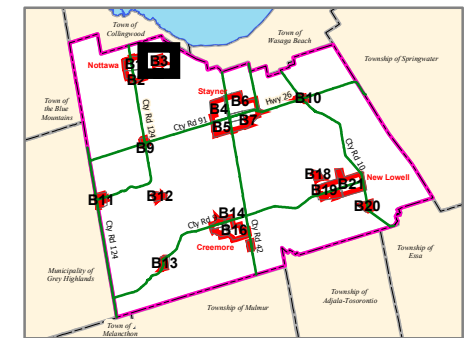 Town of
Collingwood
Town of
Wasaga Beach
Township of Springwater
Nottawa
B1
B3
B2
Stayner
B4
B6
B5
B7
Hwy 26
B10
Town of
the Blue
Mountains
Cty Rd 124
Cty Rd 91
B9
Cty Rd 10
B18
B19
B21
New Lowell
B20
B11
B12
Cty Rd
B14
B16
Creemore
Cty Rd 42
Cty Rd 124
B13
Municipality of
Grey Highlands
Township of Mulmur
Township of
Adjala-Tosorontio
Township of
Essa
Town of
Melancthon